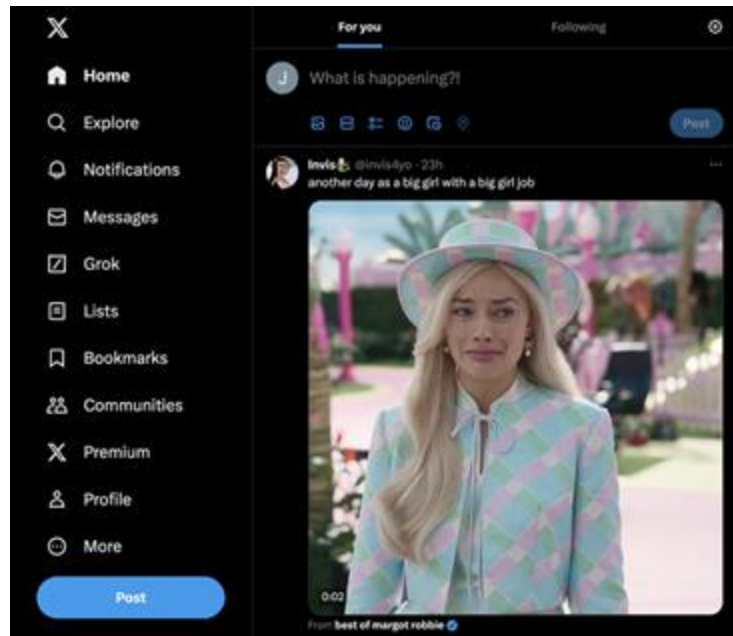 For you
Following
Home
What is happening?!
Explore
Post
Notifications
Invis @invis4yo · 23h
another day as a big girl with a big girl job
Messages
Grok
Lists
Bookmarks
Communities
Premium
Profile
More
Post
0:02
From best of margot robbie
J